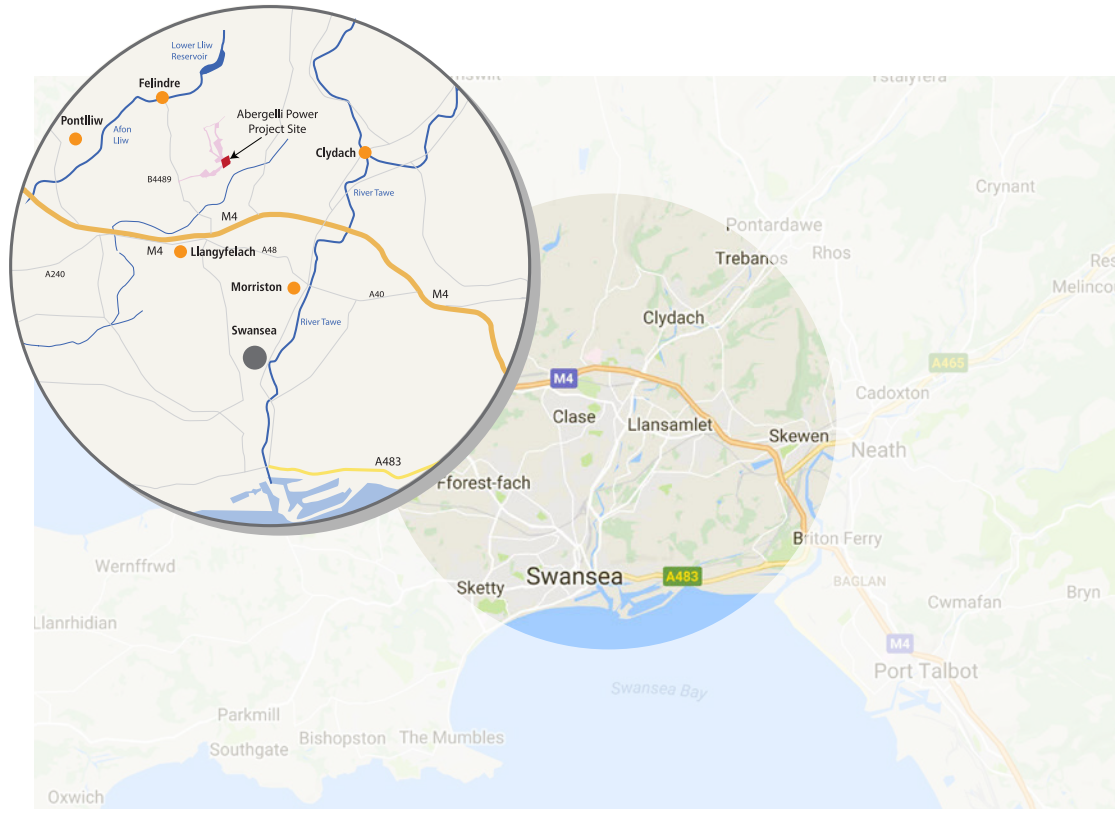 Lower Lliw
Reservoir
Felindre
Pontlliw
Afon
Lliw
Abergelli Power
Project Site
Clydach
B4489
River Tawe
M4
M4
Llangyfelach
A48
A240
Morriston
A40
M4
River Tawe
Swansea
A483
Ystalyfera
Crynant
Pontardawe
Trebanos
Rhos
Clydach
A465
M4
Cadoxton
Clase
Llansamlet
Skewen
Neath
Fforest-fach
Briton Ferry
Wernffrwd
Swansea
A483
Sketty
BAGLAN
Bryn
Cwmafan
Llanrhidian
M4
Port Talbot
Swansea Bay
Parkmill
Bishopston
The Mumbles
Southgate
Oxwich